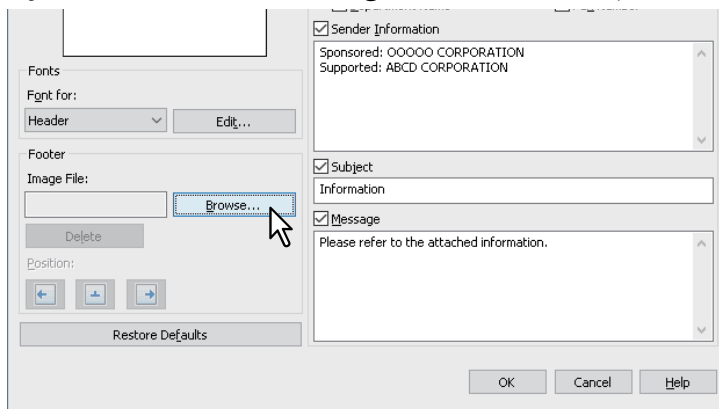 Sender Information
Sponsored: OOOOO CORPORATION
Supported: ABCD CORPORATION
Fonts
Font for:
Header
Edit...
Footer
Image File:
Browse...
Delete
Position:
Restore Defaults
Subject
Information
Message
Please refer to the attached information.
OK
Cancel
Help